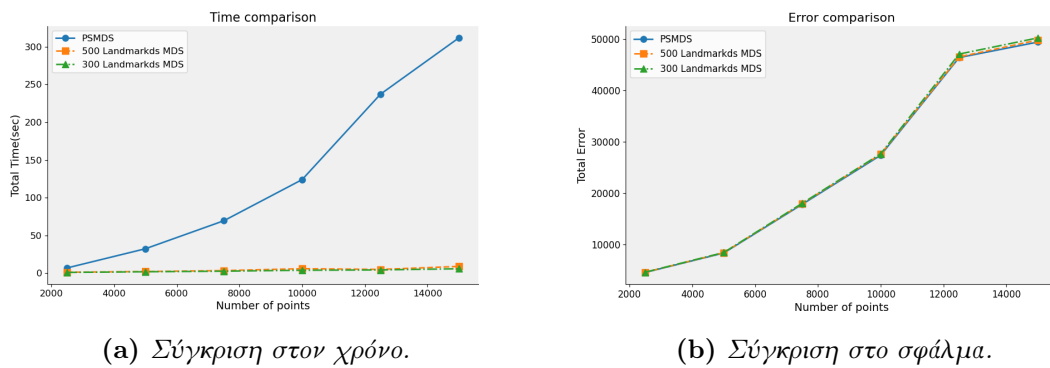 Time comparison
PSMDS
500 Landmarkds MDS
300 Landmarkds MDS
Total Time(sec)
300
250
200
150
100
50
0
2000 4000 6000 8000 10000 12000 14000
Number of points
(a) Σύγκριση στον χρόνο.
Error comparison
PSMDS
500 Landmarkds MDS
300 Landmarkds MDS
Total Error
50000
40000
30000
20000
10000
2000 4000 6000 8000 10000 12000 14000
Number of points
(b) Σύγκριση στο σφάλμα.